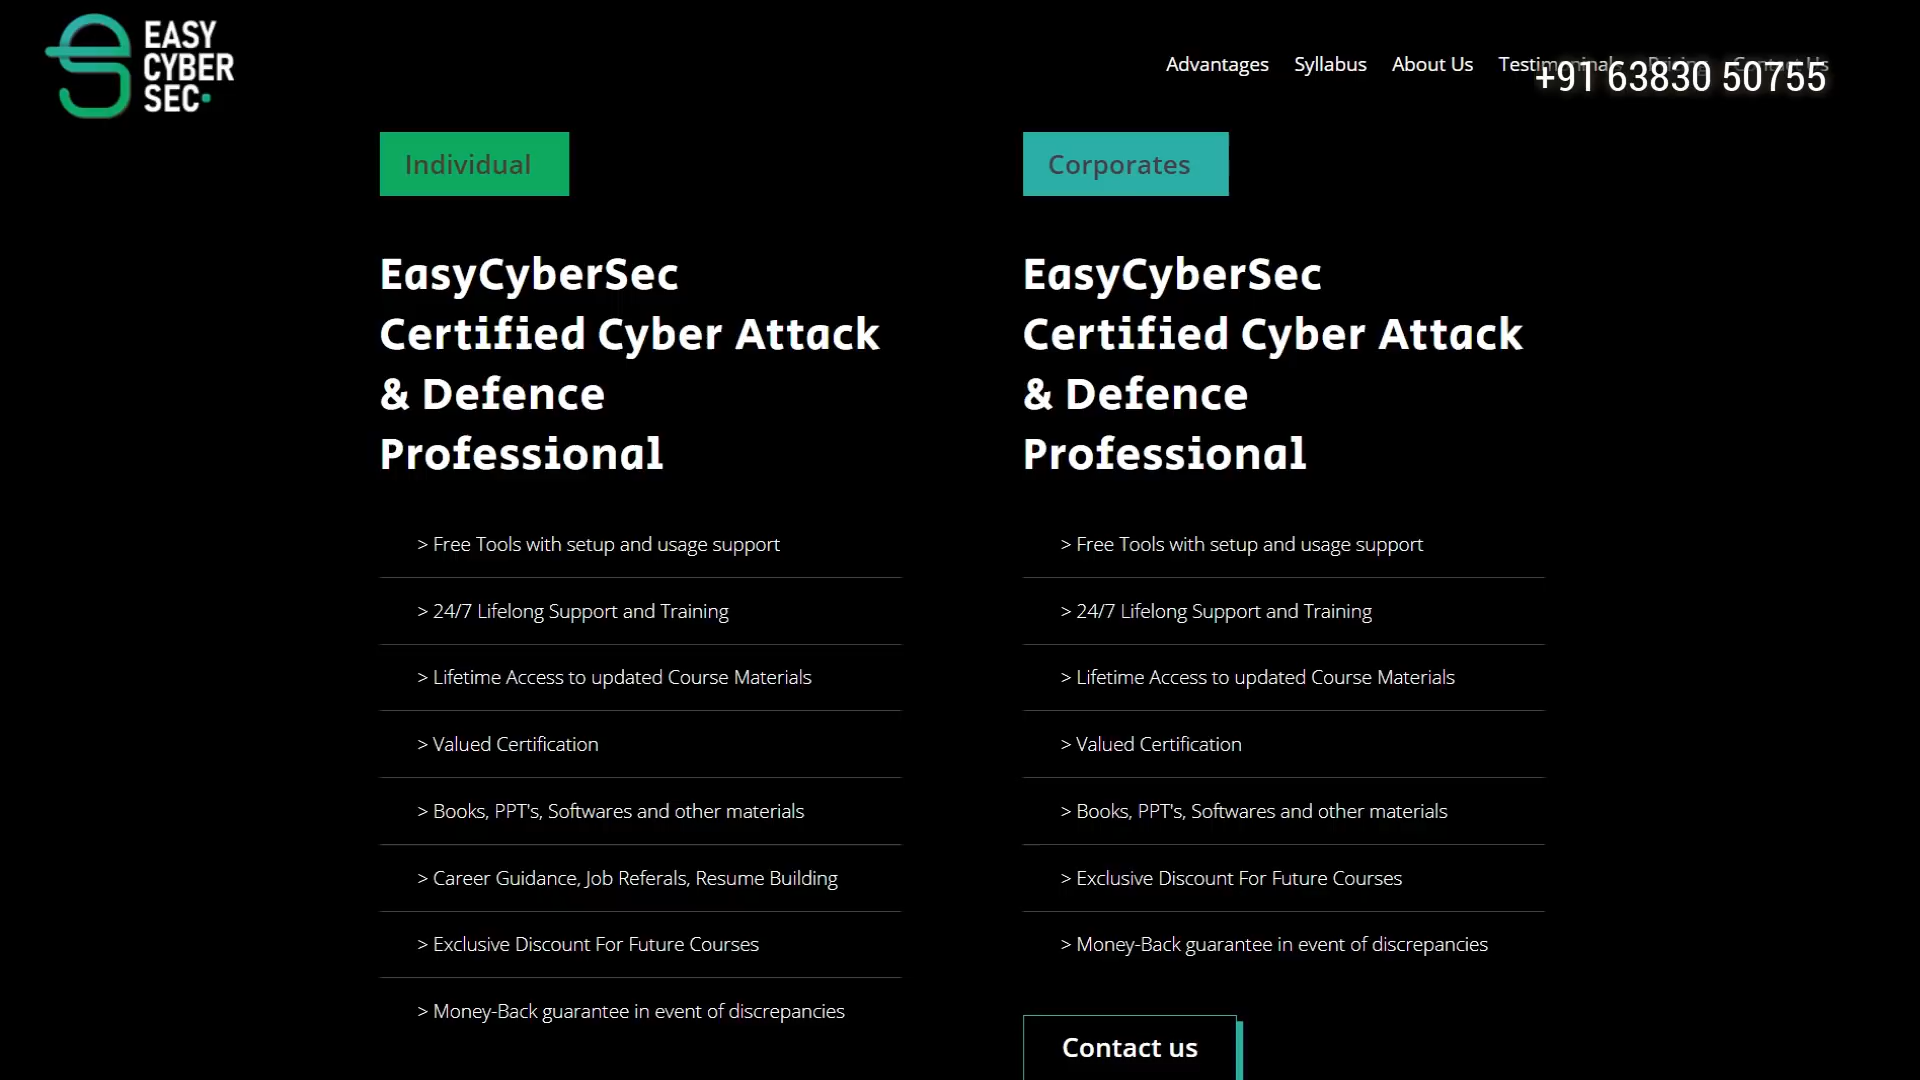 EASY
CYBER
SEC
Advantages Syllabus About Us Testimoninals Pricing Contact Us
+91 63830 50755
Individual
EasyCyberSec
Certified Cyber Attack
& Defence
Professional
> Free Tools with setup and usage support
> 24/7 Lifelong Support and Training
> Lifetime Access to updated Course Materials
> Valued Certification
> Books, PPT's, Softwares and other materials
> Career Guidance, Job Referals, Resume Building
> Exclusive Discount For Future Courses
> Money-Back guarantee in event of discrepancies
Corporates
EasyCyberSec
Certified Cyber Attack
& Defence
Professional
> Free Tools with setup and usage support
> 24/7 Lifelong Support and Training
> Lifetime Access to updated Course Materials
> Valued Certification
> Books, PPT's, Softwares and other materials
> Exclusive Discount For Future Courses
> Money-Back guarantee in event of discrepancies
Contact us